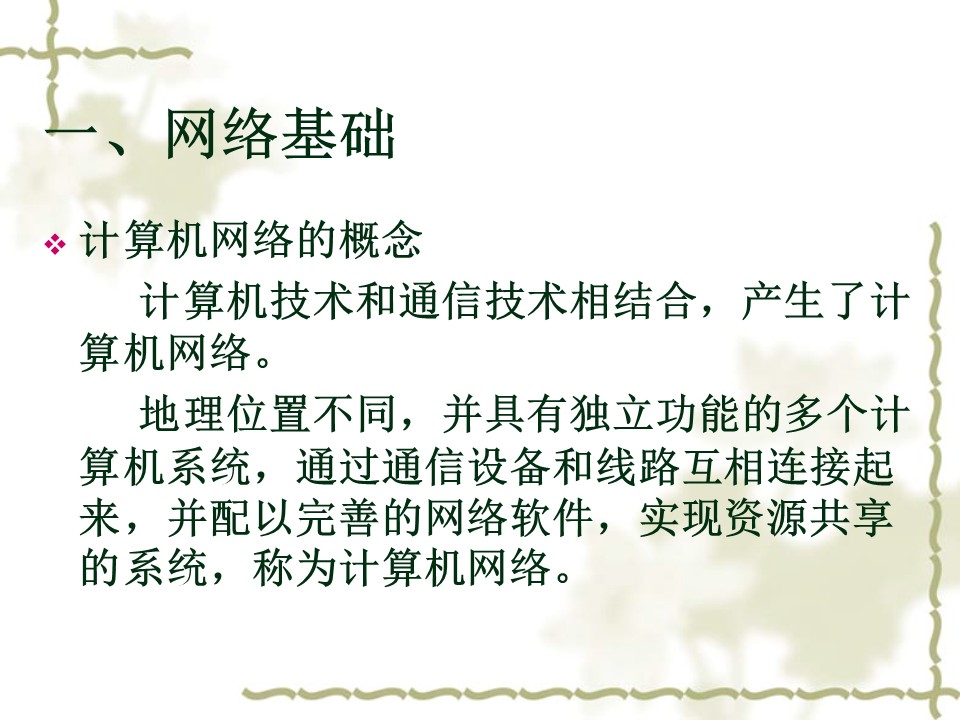 一、网络基础
计算机网络的概念
计算机技术和通信技术相结合，产生了计
算机网络。
地理位置不同，并具有独立功能的多个计
算机系统，通过通信设备和线路互相连接起
来，并配以完善的网络软件，实现资源共享
的系统，称为计算机网络。